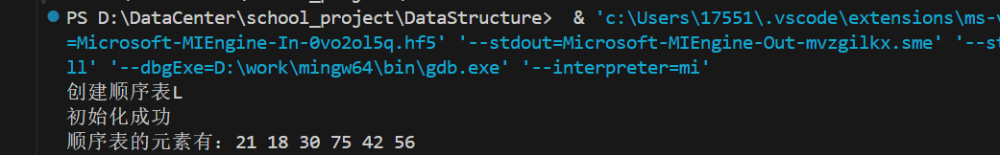 PS D:\DataCenter\school_project\DataStructure>  & 'c:\Users\17551\.vscode\extensions\ms-v
=Microsoft-MIEngine-In-0vo2ol5q.hf5' '--stdout=Microsoft-MIEngine-Out-mvzgilkx.sme' '--st
ll' '--dbgExe=D:\work\mingw64\bin\gdb.exe' '--interpreter=mi'
创建顺序表L
初始化成功
顺序表的元素有：21 18 30 75 42 56